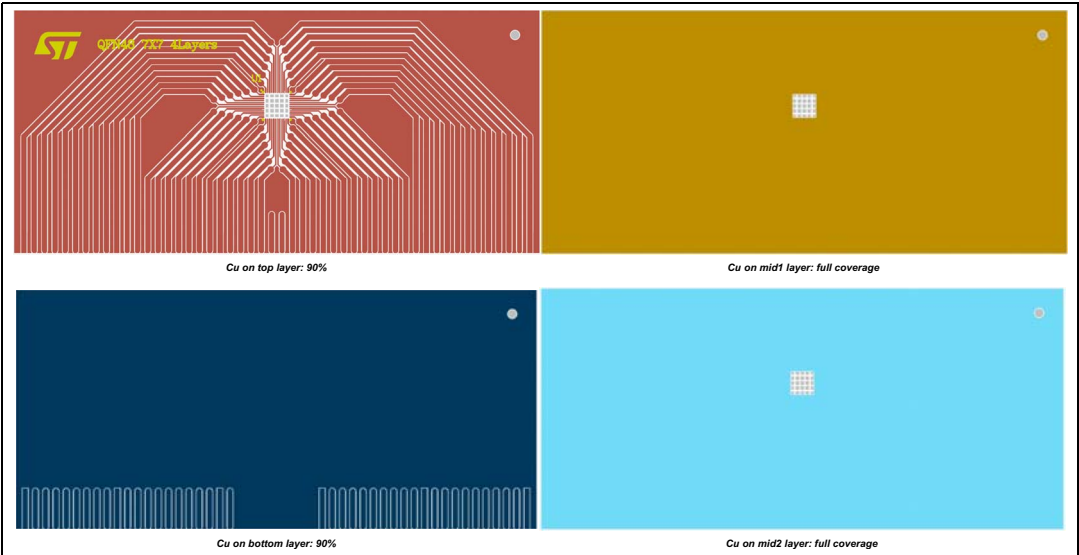 ST QFN48 7X7 4Layers
Cu on top layer: 90%
Cu on mid1 layer: full coverage
Cu on bottom layer: 90%
Cu on mid2 layer: full coverage